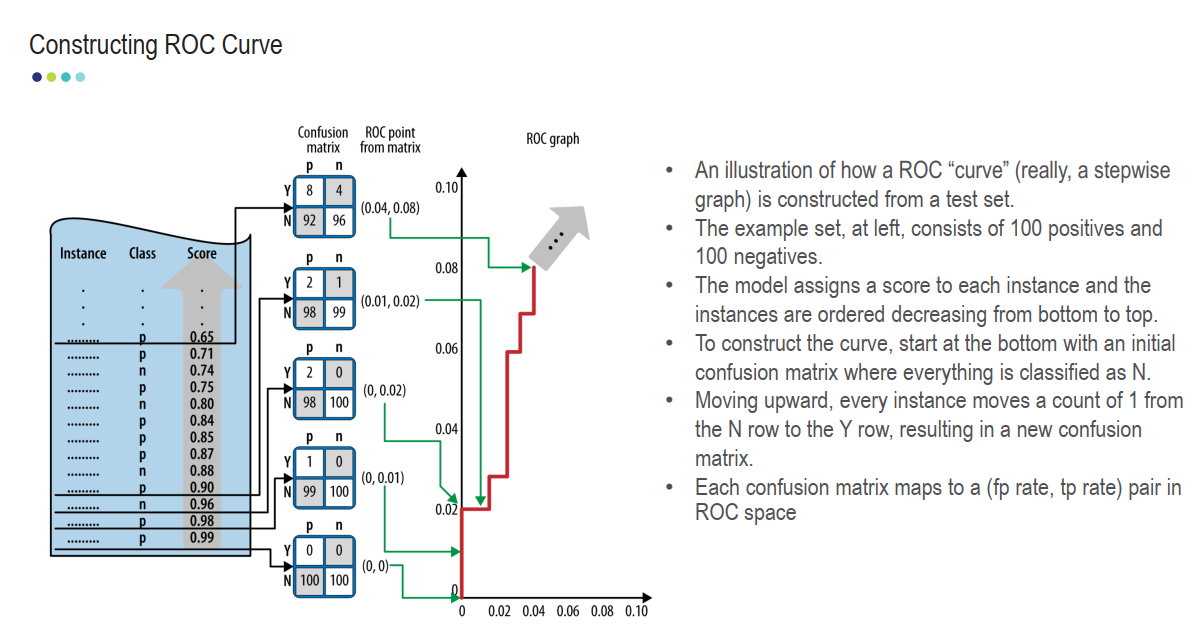 Constructing ROC Curve
Confusion matrix
ROC point from matrix
ROC graph
Instance Class Score
. . .
. . .
. . .
......... p 0.65
......... p 0.71
......... n 0.74
......... p 0.75
......... n 0.80
......... p 0.84
......... p 0.85
......... p 0.87
......... n 0.88
......... p 0.90
......... n 0.96
......... p 0.98
......... p 0.99
p n
Y 8 4
N 92 96
(0.04, 0.08)
p n
Y 2 1
N 98 99
(0.01, 0.02)
p n
Y 2 0
N 98 100
(0, 0.02)
p n
Y 1 0
N 99 100
(0, 0.01)
p n
Y 0 0
N 100 100
(0, 0)
0.10
0.08
0.06
0.04
0.02
0
...
0 0.02 0.04 0.06 0.08 0.10
• An illustration of how a ROC “curve” (really, a stepwise
graph) is constructed from a test set.
• The example set, at left, consists of 100 positives and
100 negatives.
• The model assigns a score to each instance and the
instances are ordered decreasing from bottom to top.
• To construct the curve, start at the bottom with an initial
confusion matrix where everything is classified as N.
• Moving upward, every instance moves a count of 1 from
the N row to the Y row, resulting in a new confusion
matrix.
• Each confusion matrix maps to a (fp rate, tp rate) pair in
ROC space